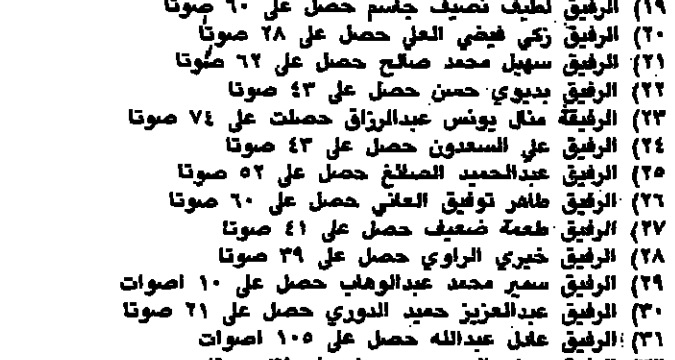 ١٩) الرفيق لطيف نصيف جاسم حصل على ٦٠ صوتا
٢٠) الرفيق زكي فيضي العلي حصل على ٢٨ صوتا
٢١) الرفيق سهيل محمد صالح حصل على ٦٢ صوتا
٢٢) الرفيق بديوي حسن حصل على ٤٣ صوتا
٢٣) الرفيقة منال يونس عبدالرزاق حصلت على ٧٤ صوتا
٢٤) الرفيق علي السعدون حصل على ٤٣ صوتا
٢٥) الرفيق عبدالحميد الصائغ حصل على ٥٢ صوتا
٢٦) الرفيق طاهر توفيق العاني حصل على ٦٠ صوتا
٢٧) الرفيق طعمة ضعيف حصل على ٤١ صوتا
٢٨) الرفيق خيري الراوي حصل على ٣٩ صوتا
٢٩) الرفيق سمير محمد عبدالوهاب حصل على ١٠ اصوات
٣٠) الرفيق عبدالعزيز حميد الدوري حصل على ٦١ صوتا
٣١) الرفيق عادل عبدالله حصل على ١٠٥ اصوات